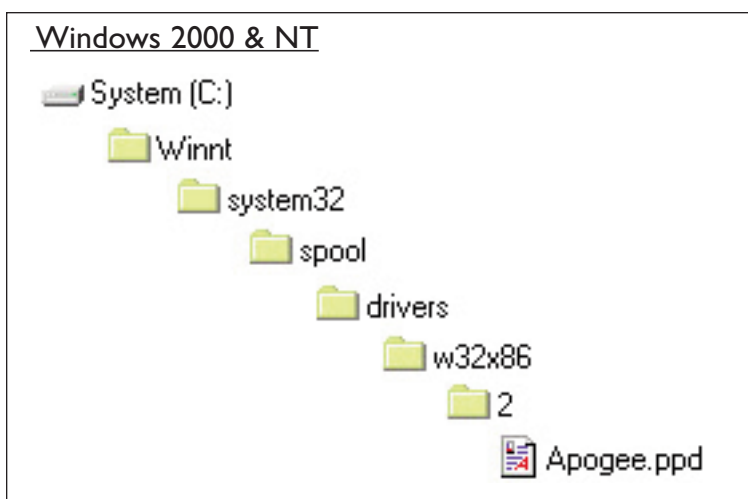 Windows 2000 & NT
System (C:)
Winnt
system32
spool
drivers
w32x86
2
Apogee.ppd